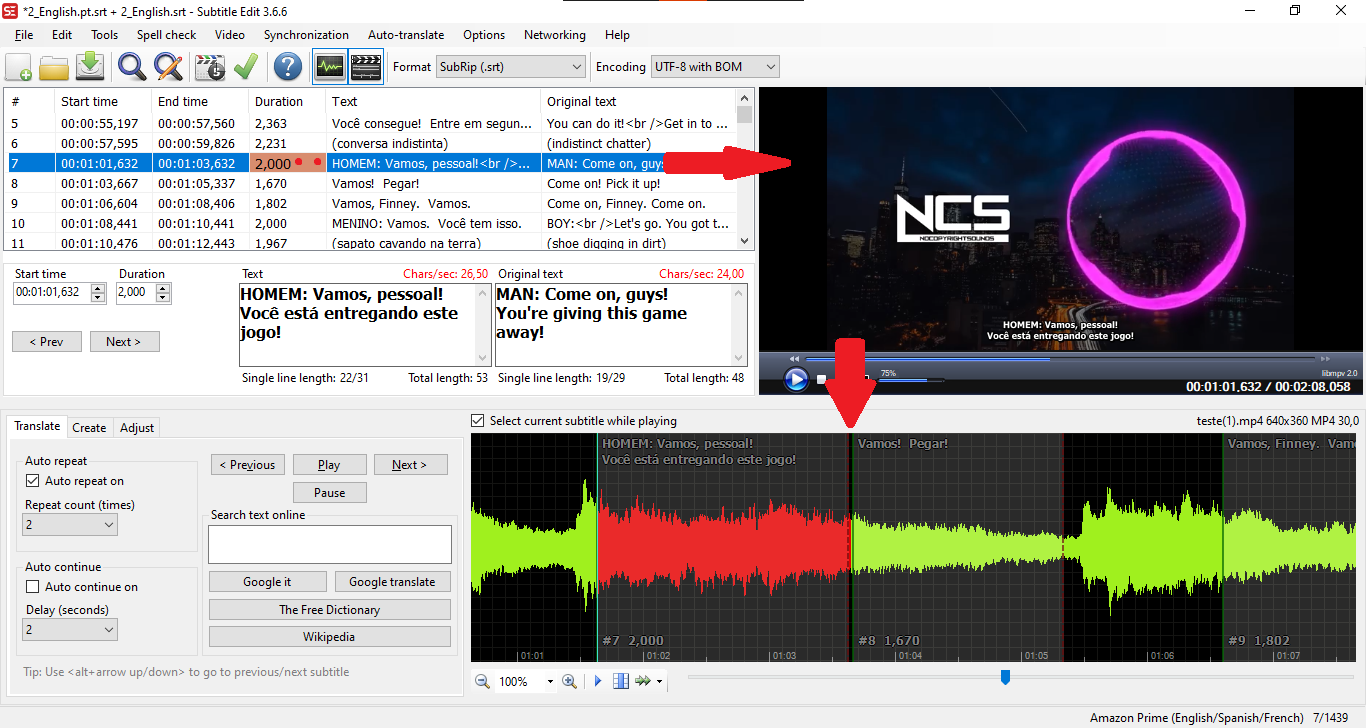 *2_English.pt.srt + 2_English.srt - Subtitle Edit 3.6.6
File Edit Tools Spell check Video Synchronization Auto-translate Options Networking Help
Format SubRip (.srt) Encoding UTF-8 with BOM
# Start time End time Duration Text Original text
5 00:00:55,197 00:00:57,560 2,363 Você consegue! Entre em segun... You can do it!<br />Get in to ...
6 00:00:57,595 00:00:59,826 2,231 (conversa indistinta) (indistinct chatter)
7 00:01:01,632 00:01:03,632 2,000 HOMEM: Vamos, pessoal!<br />... MAN: Come on, guys
8 00:01:03,667 00:01:05,337 1,670 Vamos! Pegar! Come on! Pick it up!
9 00:01:06,604 00:01:08,406 1,802 Vamos, Finney. Vamos. Come on, Finney. Come on.
10 00:01:08,441 00:01:10,441 2,000 MENINO: Vamos. Você tem isso. BOY:<br />Let's go. You got t...
11 00:01:10,476 00:01:12,443 1,967 (sapato cavando na terra) (shoe digging in dirt)
Start time Duration Text Chars/sec: 26,50 Original text Chars/sec: 24,00
00:01:01,632 2,000
HOMEM: Vamos, pessoal!
Você está entregando este
jogo!
MAN: Come on, guys!
You're giving this game
away!
< Prev Next >
Single line length: 22/31 Total length: 53 Single line length: 19/29 Total length: 48
NCS
NOCOPYRIGHTSOUNDS
HOMEM: Vamos, pessoal!
Você está entregando este jogo!
75%
libmpv 2.0
00:01:01,632 / 00:02:08,058
Translate Create Adjust
Auto repeat
Auto repeat on
Repeat count (times)
2
Auto continue
Auto continue on
Delay (seconds)
2
< Previous Play Next >
Pause
Search text online
Google it Google translate
The Free Dictionary
Wikipedia
Tip: Use <alt+arrow up/down> to go to previous/next subtitle
Select current subtitle while playing teste(1).mp4 640x360 MP4 30,0
HOMEM: Vamos, pessoal!
Você está entregando este jogo!
Vamos! Pegar!
Vamos, Finney. Vamo
#7 2,000 #8 1,670 #9 1,802
01:01 01:02 01:03 01:04 01:05 01:06 01:07
100%
Amazon Prime (English/Spanish/French) 7/1439